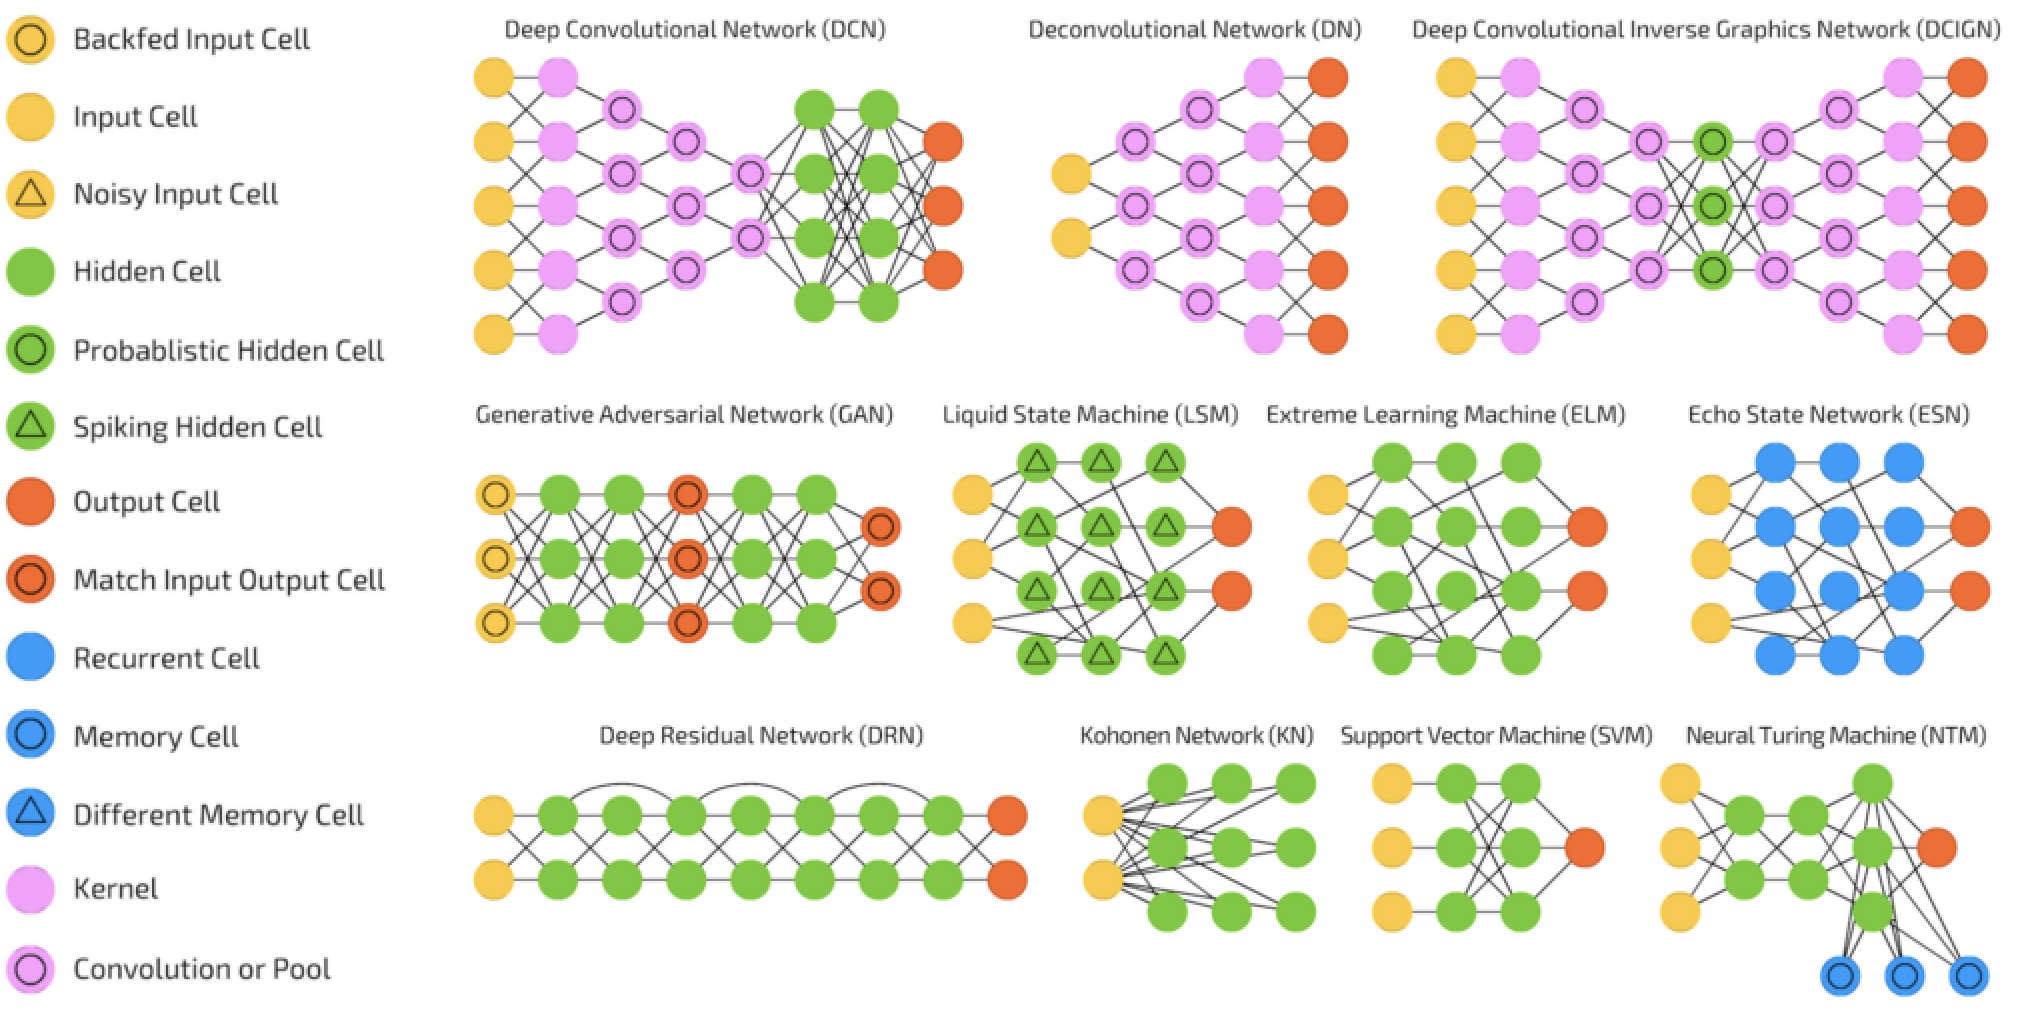 Backfed Input Cell
Input Cell
Noisy Input Cell
Hidden Cell
Probablistic Hidden Cell
Spiking Hidden Cell
Output Cell
Match Input Output Cell
Recurrent Cell
Memory Cell
Different Memory Cell
Kernel
Convolution or Pool
Deep Convolutional Network (DCN)
Deconvolutional Network (DN)
Deep Convolutional Inverse Graphics Network (DCIGN)
Generative Adversarial Network (GAN)
Liquid State Machine (LSM)
Extreme Learning Machine (ELM)
Echo State Network (ESN)
Deep Residual Network (DRN)
Kohonen Network (KN)
Support Vector Machine (SVM)
Neural Turing Machine (NTM)